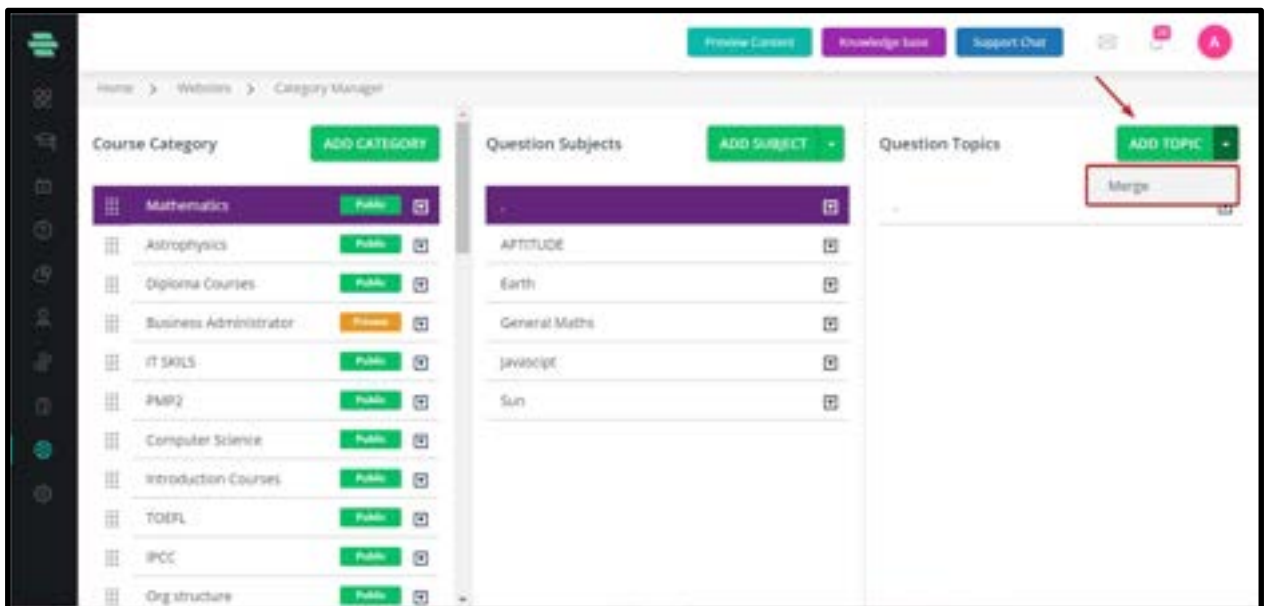 Preview Content Knowledge base Support Chat A
Home > Websites > Category Manager
Course Category ADD CATEGORY
Question Subjects ADD SUBJECT
Question Topics ADD TOPIC
Merge
Mathematics Public
Astrophysics Public
Diploma Courses Public
Business Administrator Private
IT SKILS Public
PMP2 Public
Computer Science Public
Introduction Courses Public
TOEFL Public
IPCC Public
Org structure Public
.
APTITUDE
Earth
General Maths
Javascipt
Sun
.